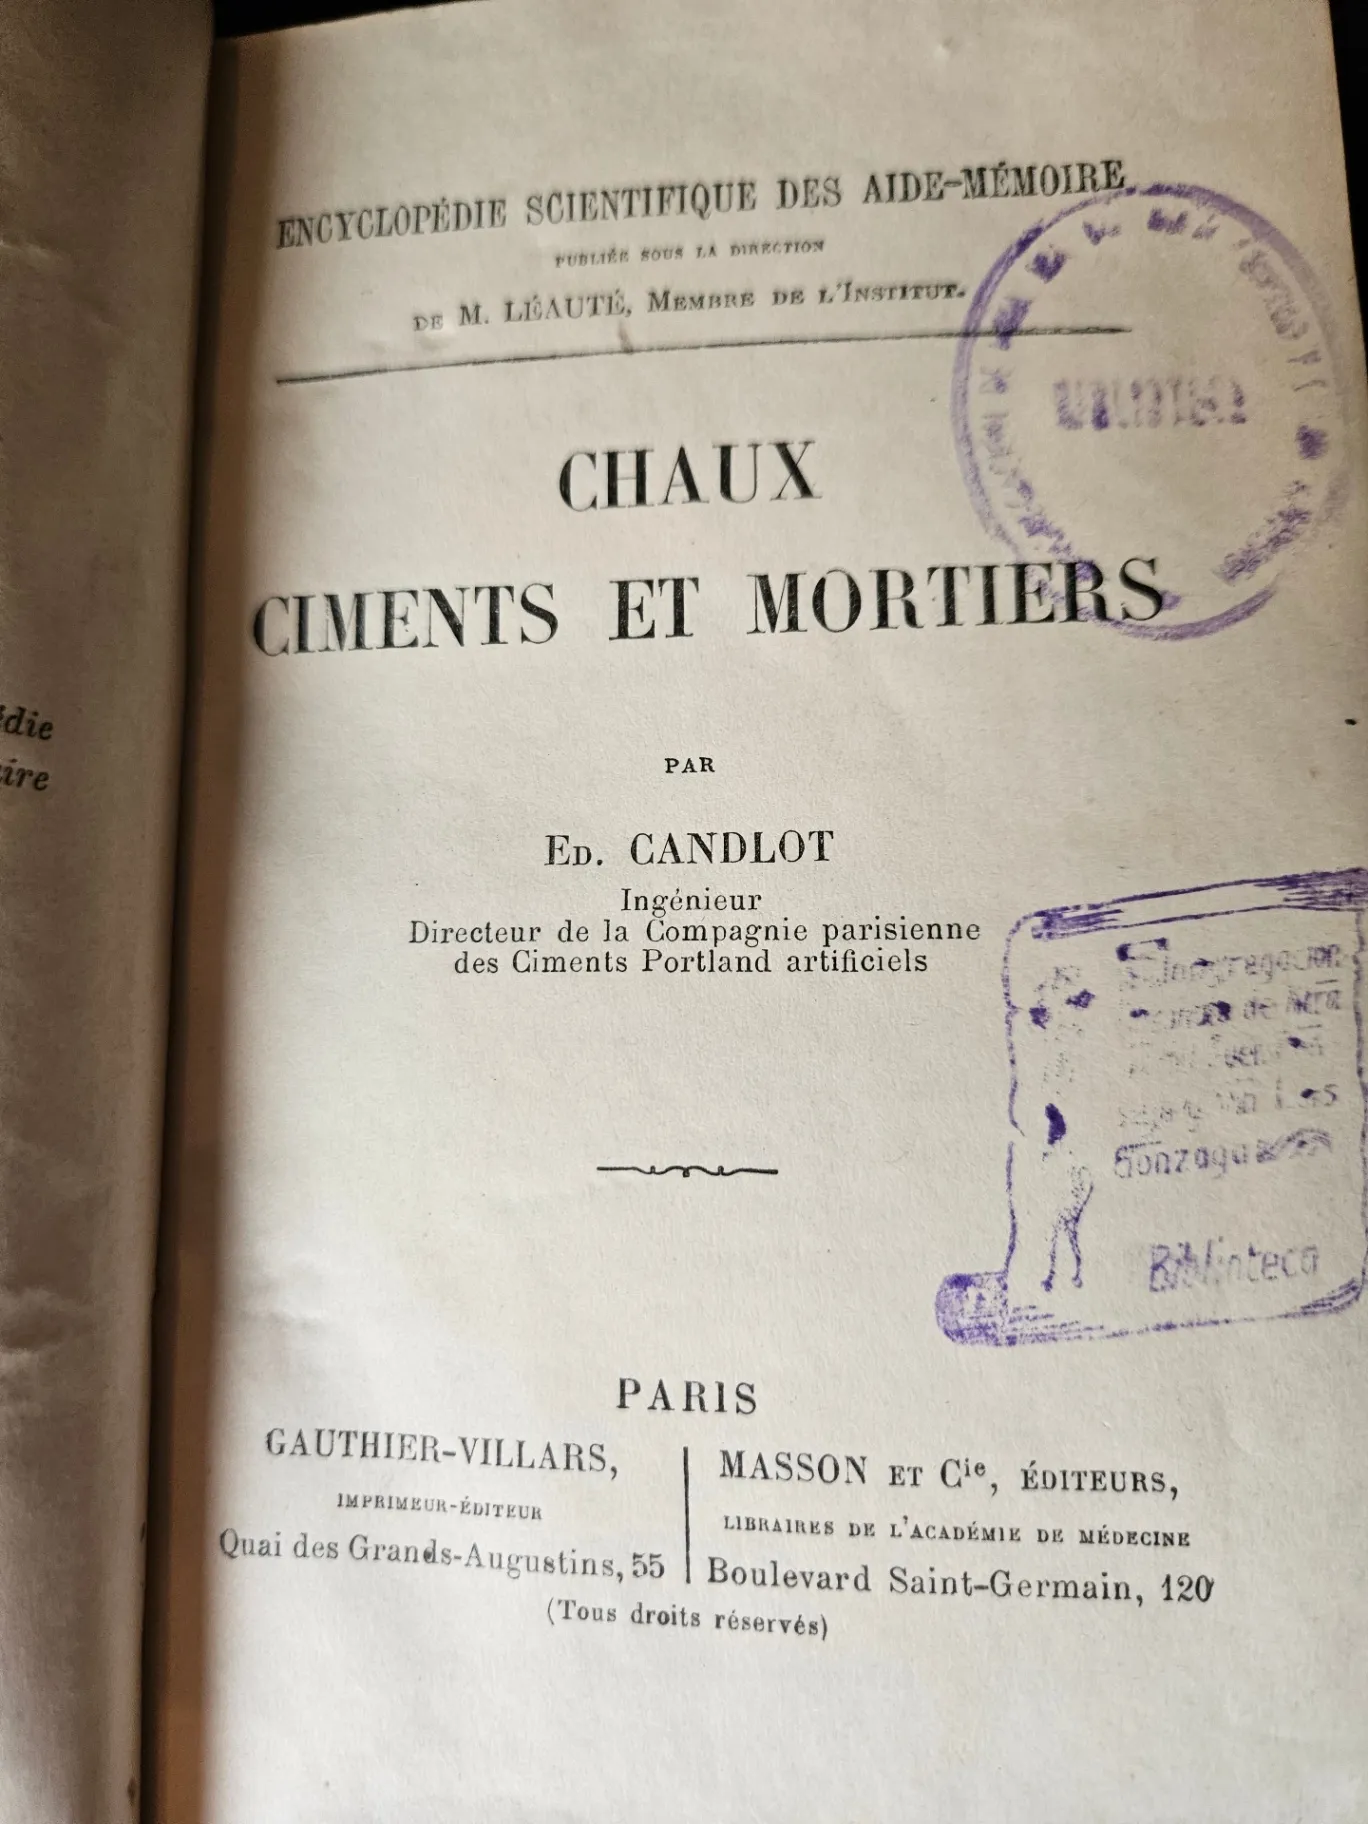 ENCYCLOPÉDIE SCIENTIFIQUE DES AIDE-MÉMOIRE
PUBLIÉE SOUS LA DIRECTION
DE M. LÉAUTÉ, MEMBRE DE L'INSTITUT.
CHAUX
CIMENTS ET MORTIERS
PAR
ED. CANDLOT
Ingénieur
Directeur de la Compagnie parisienne
des Ciments Portland artificiels
Congregacion
de Ntra
Gonzaga
Biblioteca
PARIS
GAUTHIER-VILLARS,
IMPRIMEUR-ÉDITEUR
Quai des Grands-Augustins, 55
MASSON ET Cie, ÉDITEURS,
LIBRAIRES DE L'ACADÉMIE DE MÉDECINE
Boulevard Saint-Germain, 120
(Tous droits réservés)